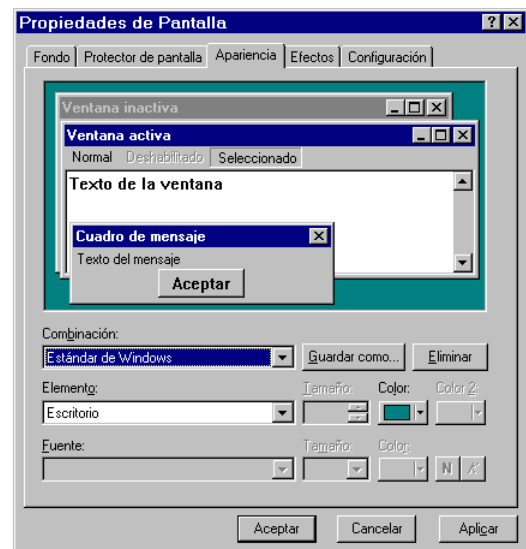 Propiedades de Pantalla
Fondo Protector de pantalla Apariencia Efectos Configuración
Ventana inactiva
Ventana activa
Normal Deshabilitado Seleccionado
Texto de la ventana
Cuadro de mensaje
Texto del mensaje
Aceptar
Combinación:
Estándar de Windows Guardar como... Eliminar
Elemento: Tamaño: Color: Color 2:
Escritorio
Fuente: Tamaño: Color:
N K
Aceptar Cancelar Aplicar